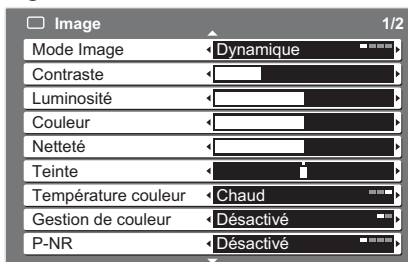 Image 1/2
Mode Image Dynamique
Contraste
Luminosité
Couleur
Netteté
Teinte
Température couleur Chaud
Gestion de couleur Désactivé
P-NR Désactivé